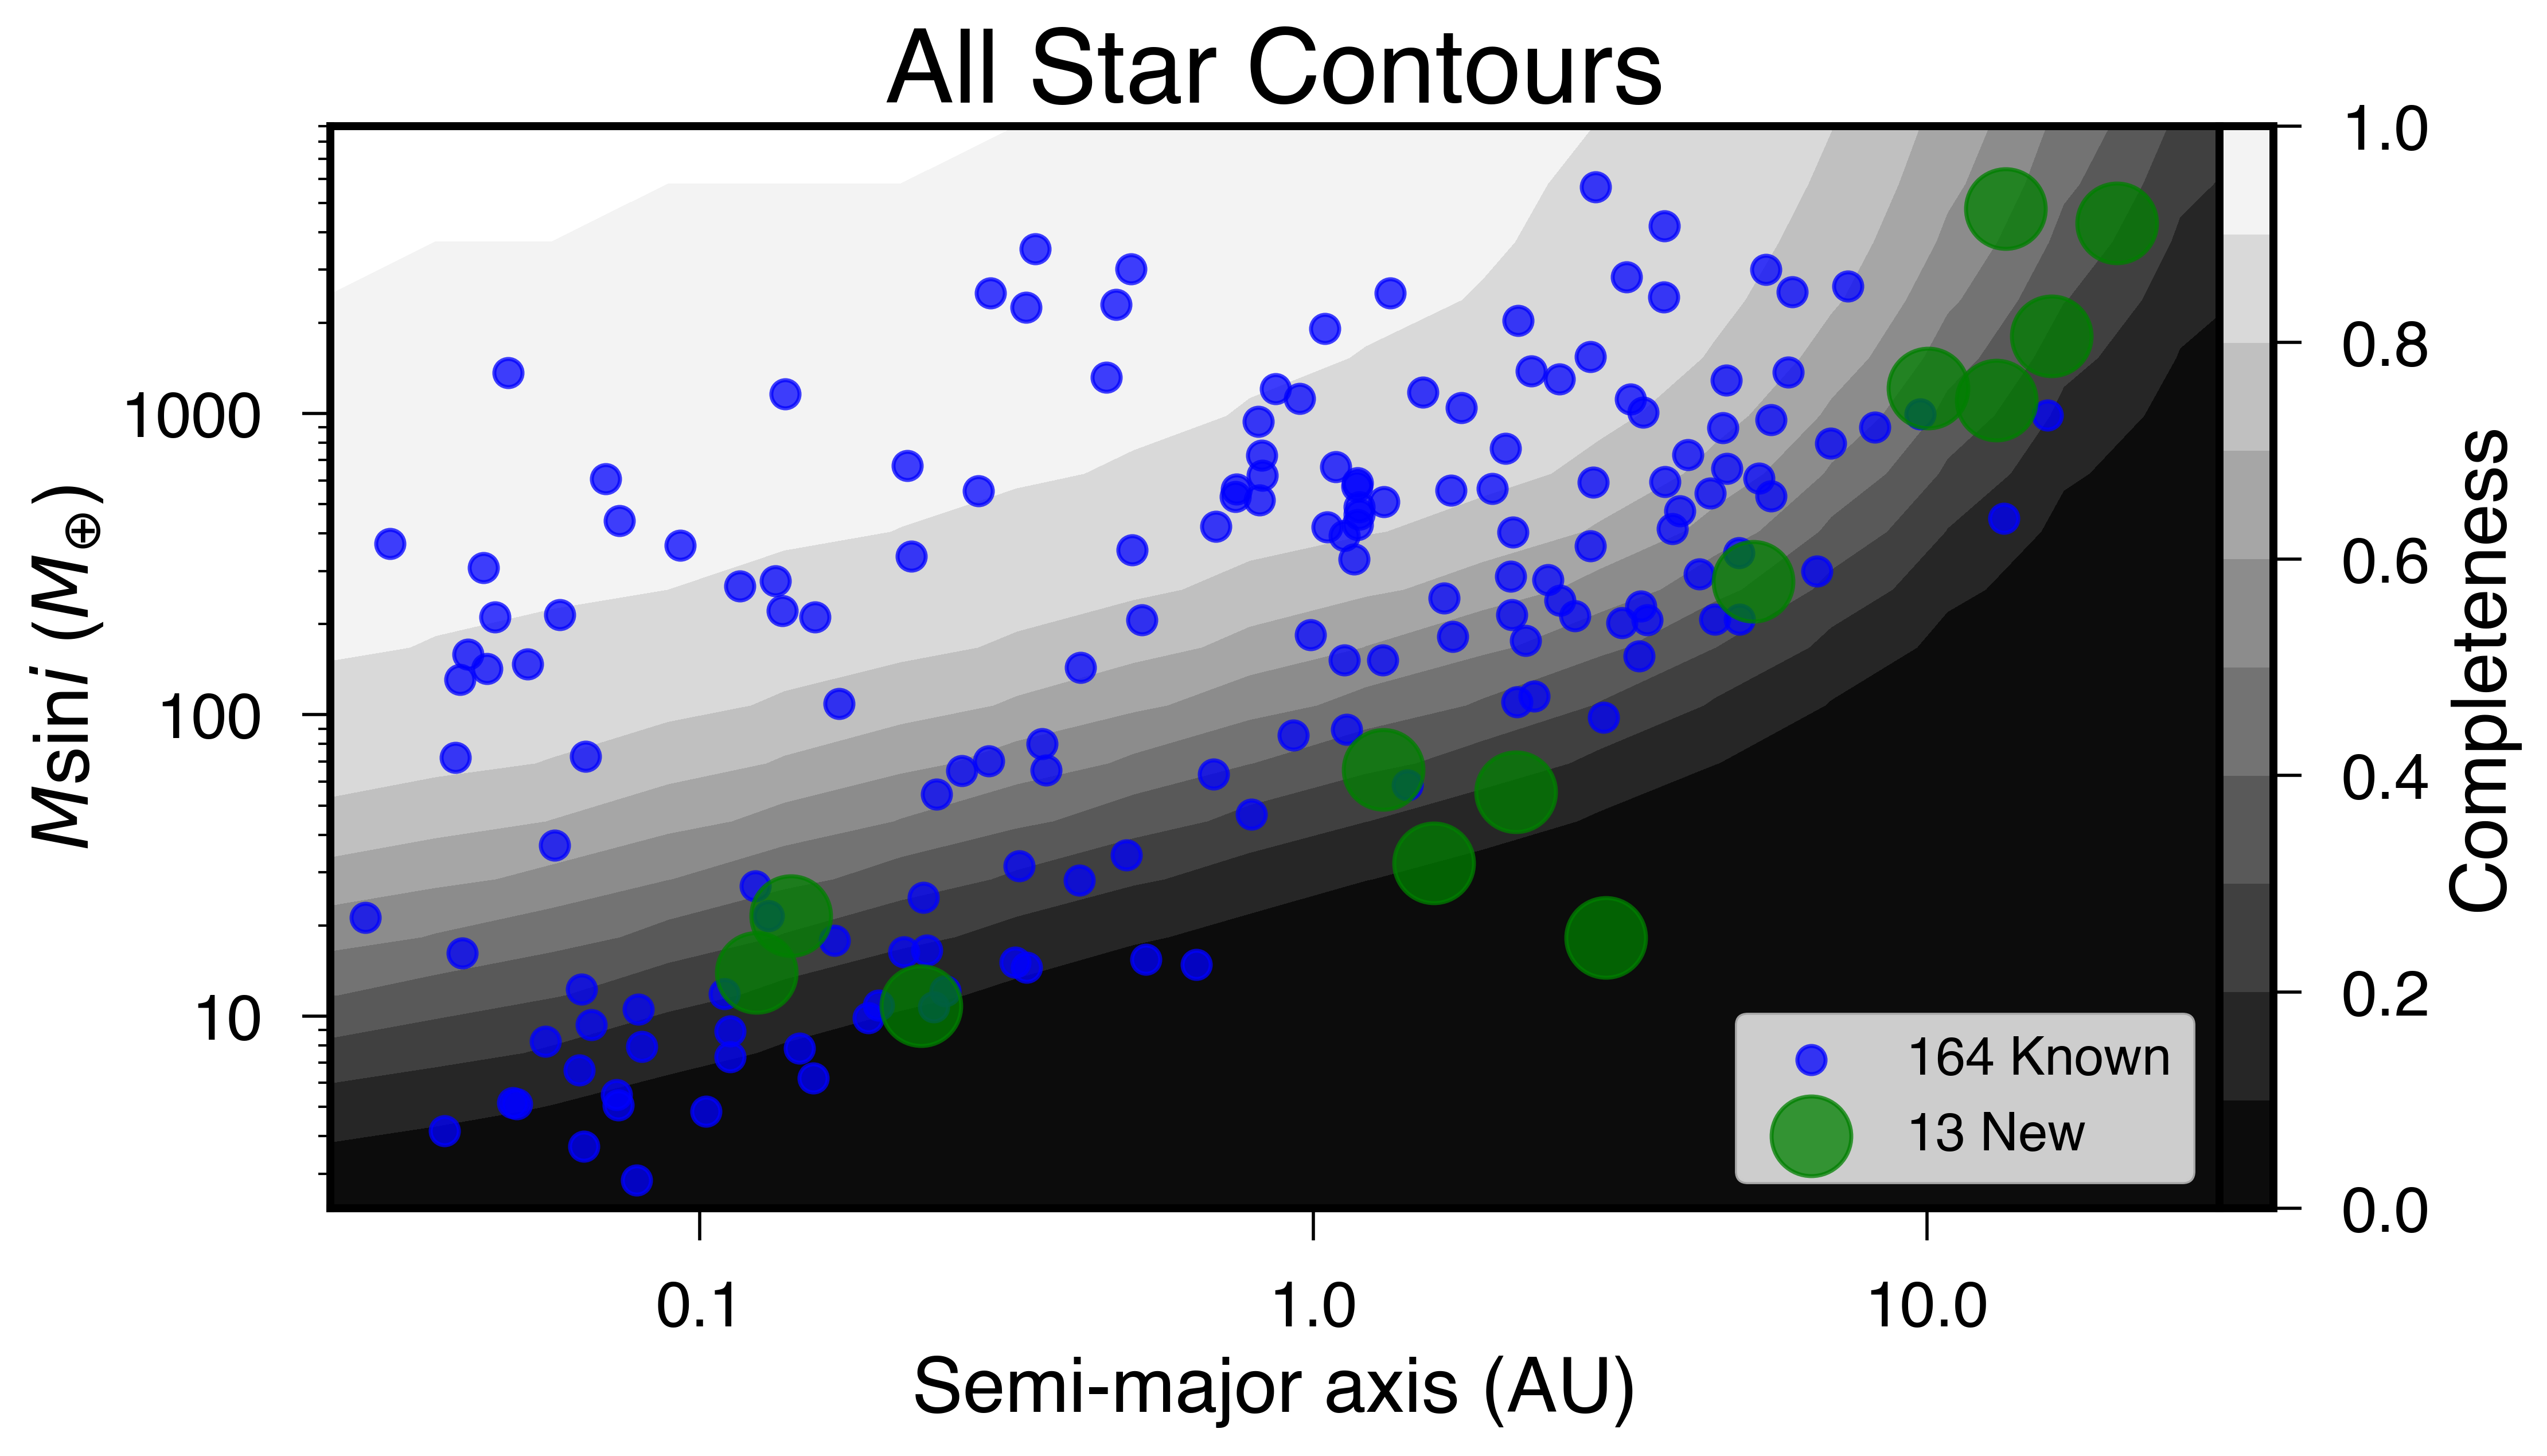 All Star Contours
1000
100
10
Msini (M⊕)
0.1
1.0
10.0
Semi-major axis (AU)
164 Known
13 New
1.0
0.8
0.6
0.4
0.2
0.0
Completeness